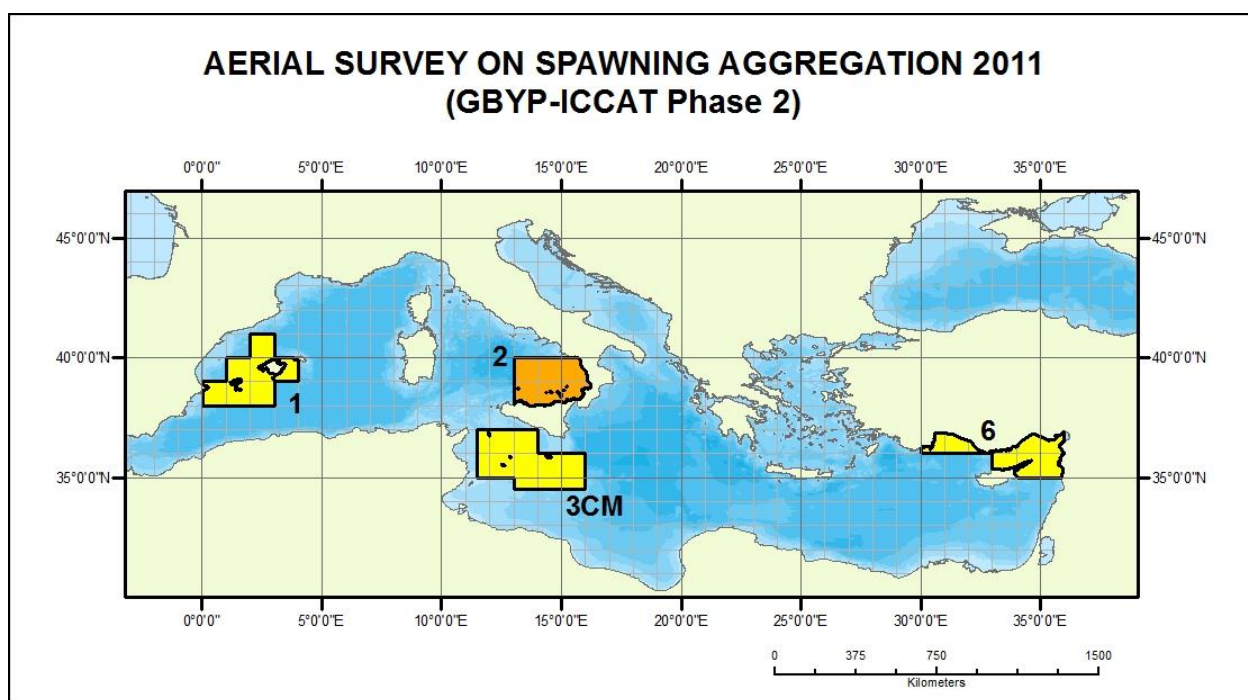 AERIAL SURVEY ON SPAWNING AGGREGATION 2011
(GBYP-ICCAT Phase 2)
0°0'0" 5°0'0"E 10°0'0"E 15°0'0"E 20°0'0"E 25°0'0"E 30°0'0"E 35°0'0"E
45°0'0"N 45°0'0"N
40°0'0"N 2 40°0'0"N
1
6
35°0'0"N 35°0'0"N
3CM
0°0'0" 5°0'0"E 10°0'0"E 15°0'0"E 20°0'0"E 25°0'0"E 30°0'0"E 35°0'0"E
0 375 750 1500
Kilometers